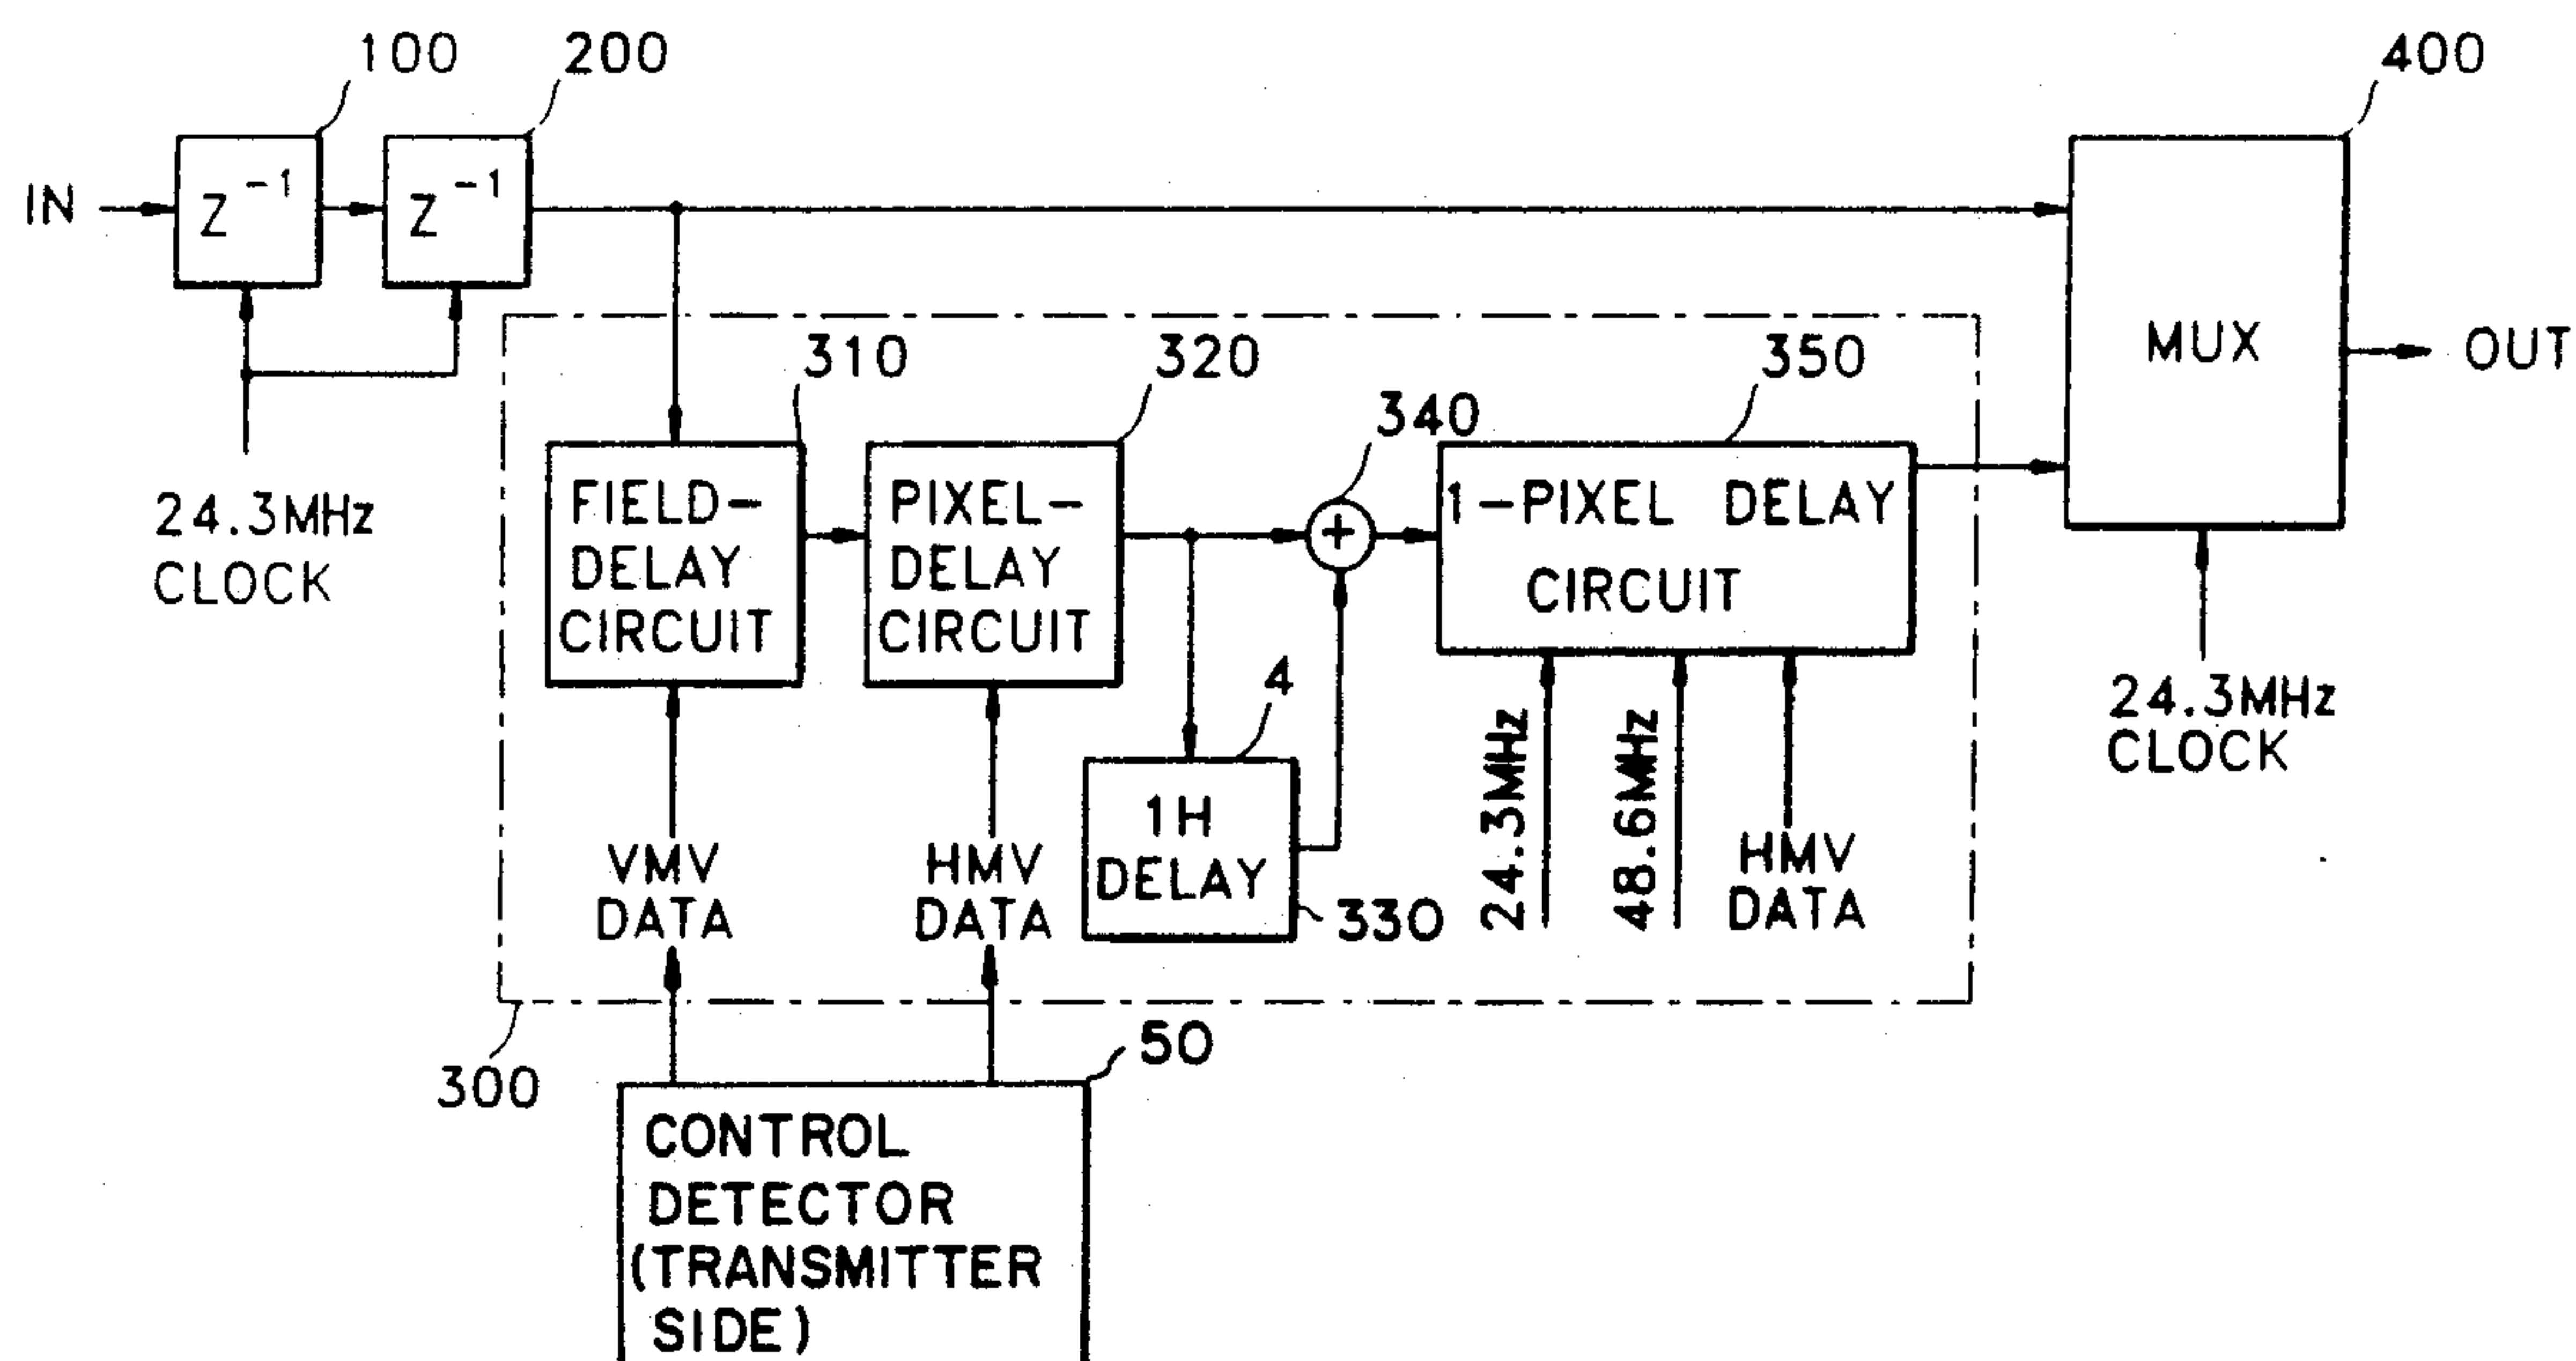 100
200
400
IN
Z⁻¹
Z⁻¹
MUX
OUT
24.3MHz
CLOCK
310
320
340
350
FIELD-
DELAY
CIRCUIT
PIXEL-
DELAY
CIRCUIT
+
1-PIXEL DELAY
CIRCUIT
24.3MHz
CLOCK
4
1H
DELAY
330
VMV
DATA
HMV
DATA
24.3MHz
48.6MHz
HMV
DATA
300
50
CONTROL
DETECTOR
(TRANSMITTER
SIDE)